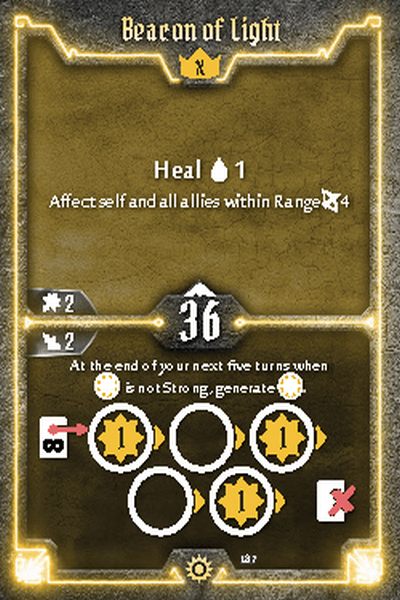 Beacon of Light
X
Heal 1
Affect self and all allies within Range 4
2
36
2
At the end of your next five turns when
is not Strong, generate .
8
1
1
1